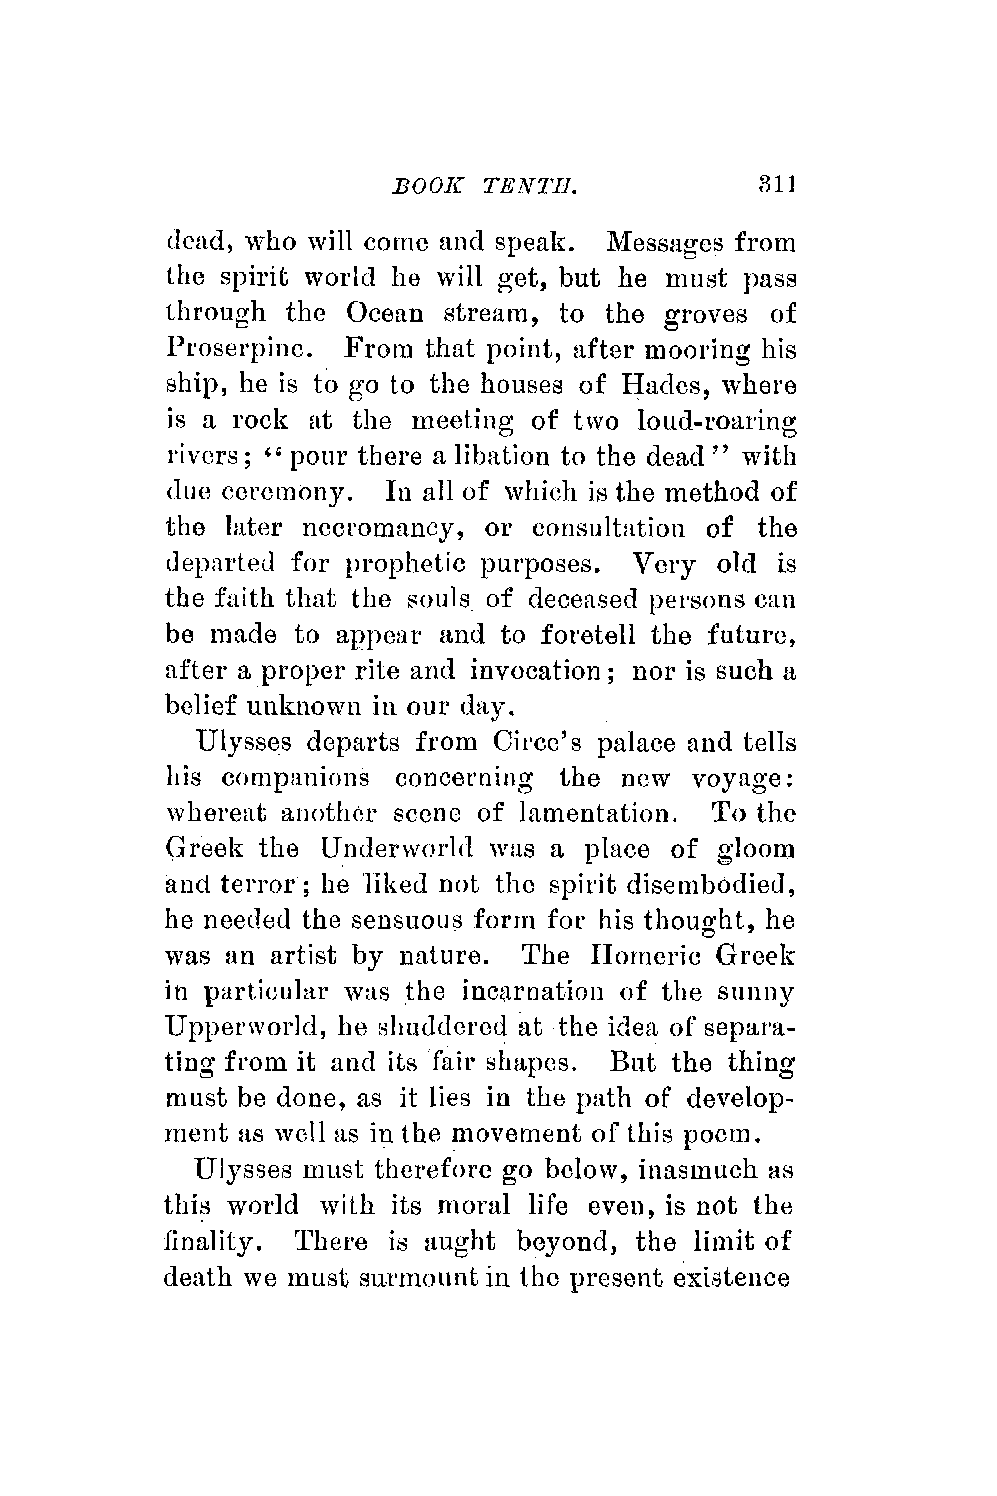 BOOK TENTH. 311
dead, who will come and speak. Messages from
the spirit world he will get, but he must pass
through the Ocean stream, to the groves of
Proserpine. From that point, after mooring his
ship, he is to go to the houses of Hades, where
is a rock at the meeting of two loud-roaring
rivers; “pour there a libation to the dead” with
due ceremony. In all of which is the method of
the later necromancy, or consultation of the
departed for prophetic purposes. Very old is
the faith that the souls of deceased persons can
be made to appear and to foretell the future,
after a proper rite and invocation; nor is such a
belief unknown in our day.
Ulysses departs from Circe’s palace and tells
his companions concerning the new voyage:
whereat another scene of lamentation. To the
Greek the Underworld was a place of gloom
and terror; he liked not the spirit disembodied,
he needed the sensuous form for his thought, he
was an artist by nature. The Homeric Greek
in particular was the incarnation of the sunny
Upperworld, he shuddered at the idea of separa-
ting from it and its fair shapes. But the thing
must be done, as it lies in the path of develop-
ment as well as in the movement of this poem.
Ulysses must therefore go below, inasmuch as
this world with its moral life even, is not the
finality. There is aught beyond, the limit of
death we must surmount in the present existence